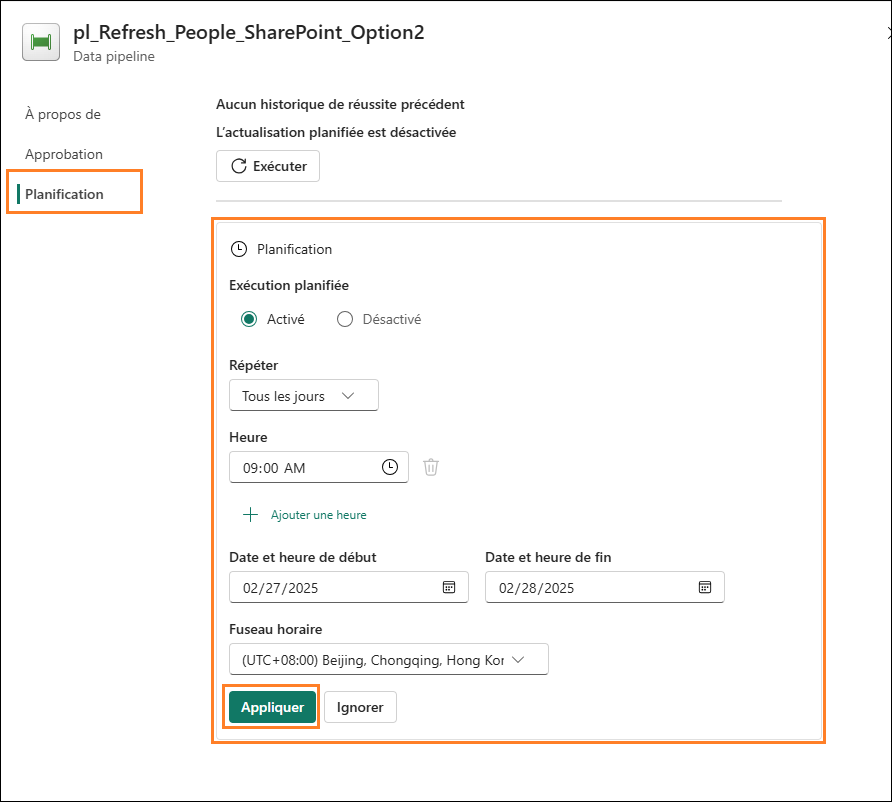 pl_Refresh_People_SharePoint_Option2
Data pipeline
À propos de
Approbation
Planification
Aucun historique de réussite précédent
L’actualisation planifiée est désactivée
Exécuter
Planification
Exécution planifiée
Activé Désactivé
Répéter
Tous les jours
Heure
09:00 AM
Ajouter une heure
Date et heure de début Date et heure de fin
02/27/2025 02/28/2025
Fuseau horaire
(UTC+08:00) Beijing, Chongqing, Hong Kor
Appliquer Ignorer